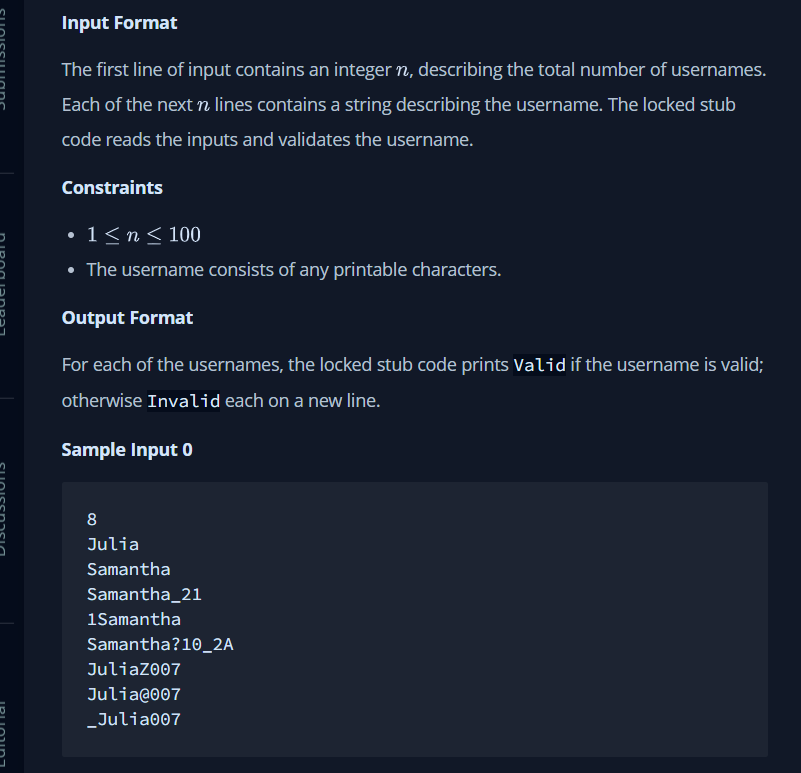 Submissions
Leaderboard
Discussions
Editorial
Input Format
The first line of input contains an integer n, describing the total number of usernames.
Each of the next n lines contains a string describing the username. The locked stub
code reads the inputs and validates the username.
Constraints
• 1 ≤ n ≤ 100
• The username consists of any printable characters.
Output Format
For each of the usernames, the locked stub code prints Valid if the username is valid;
otherwise Invalid each on a new line.
Sample Input 0
8
Julia
Samantha
Samantha_21
1Samantha
Samantha?10_2A
JuliaZ007
Julia@007
_Julia007